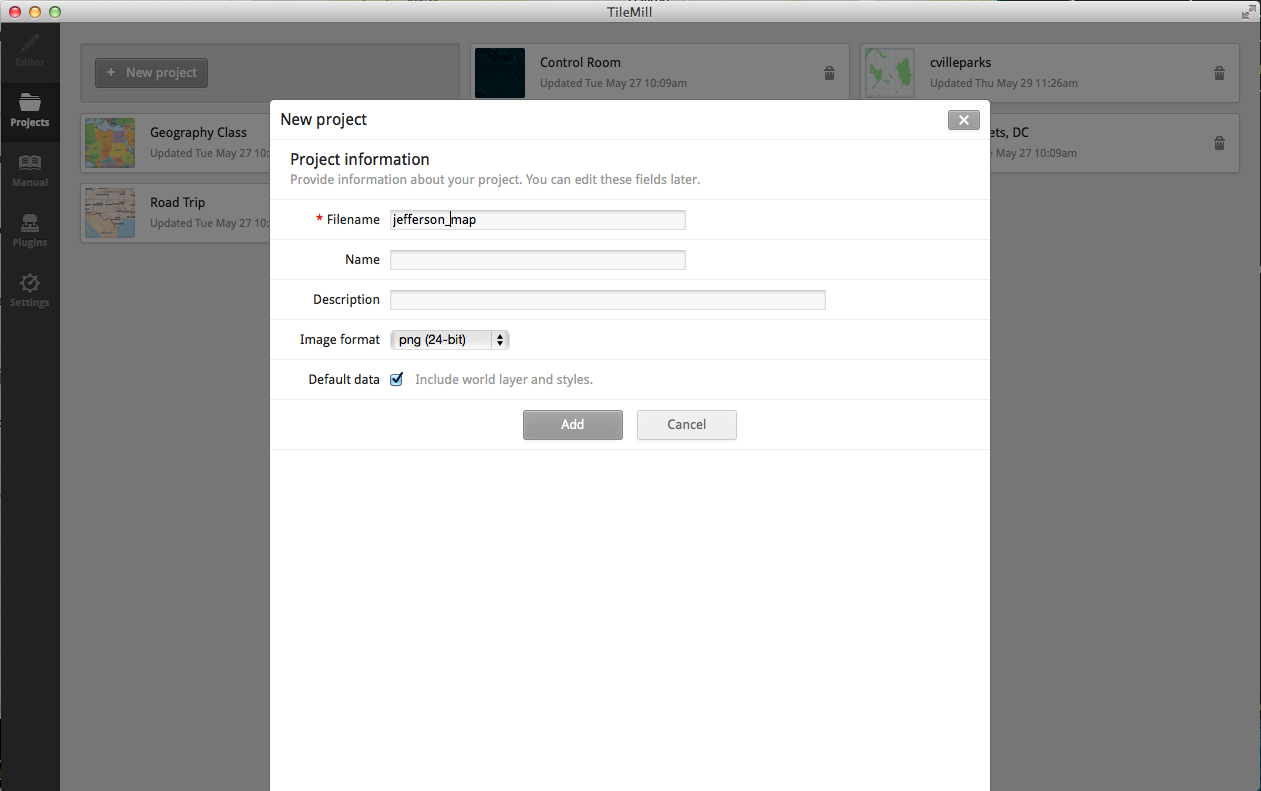 TileMill
Editor
Projects
Manual
Plugins
Settings
+ New project
Control Room
Updated Tue May 27 10:09am
cvilleparks
Updated Thu May 29 11:26am
Geography Class
Updated Tue May 27 10:
ets, DC
e May 27 10:09am
Road Trip
Updated Tue May 27 10:
New project
Project information
Provide information about your project. You can edit these fields later.
* Filename jefferson_map
Name
Description
Image format png (24-bit)
Default data Include world layer and styles.
Add Cancel